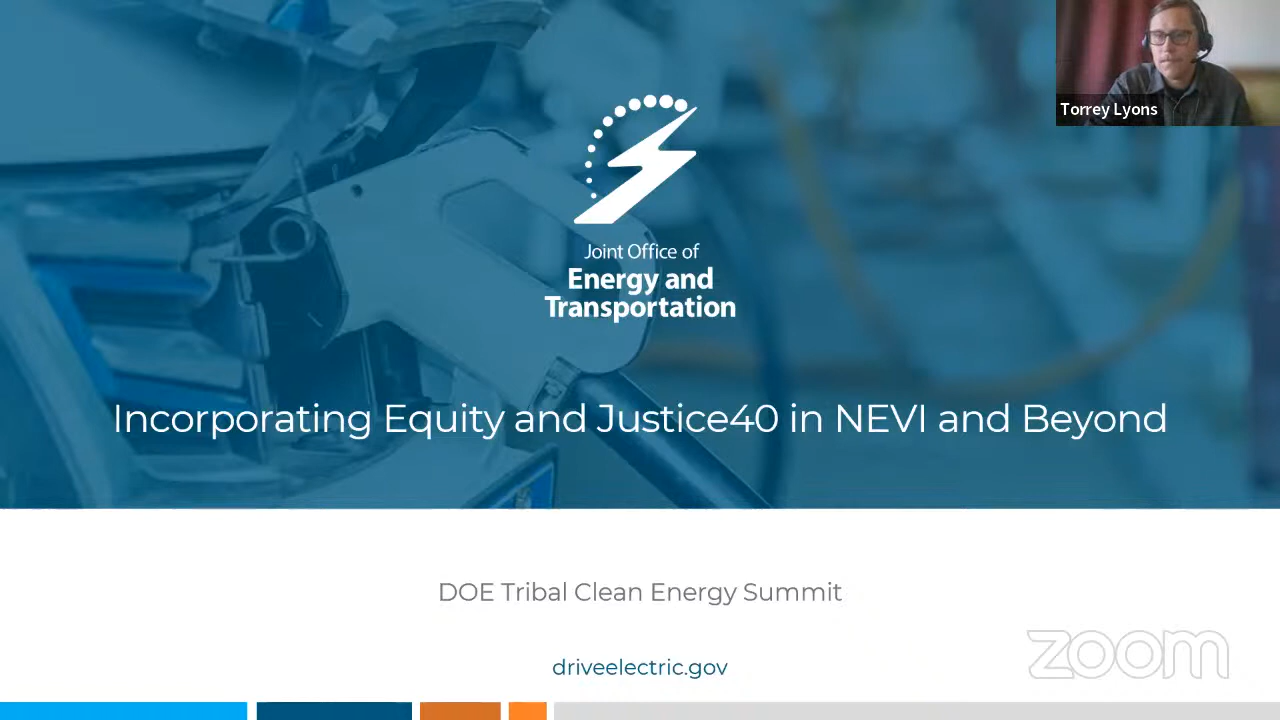 Torrey Lyons
Joint Office of
Energy and
Transportation
Incorporating Equity and Justice40 in NEVI and Beyond
DOE Tribal Clean Energy Summit
driveelectric.gov
zoom